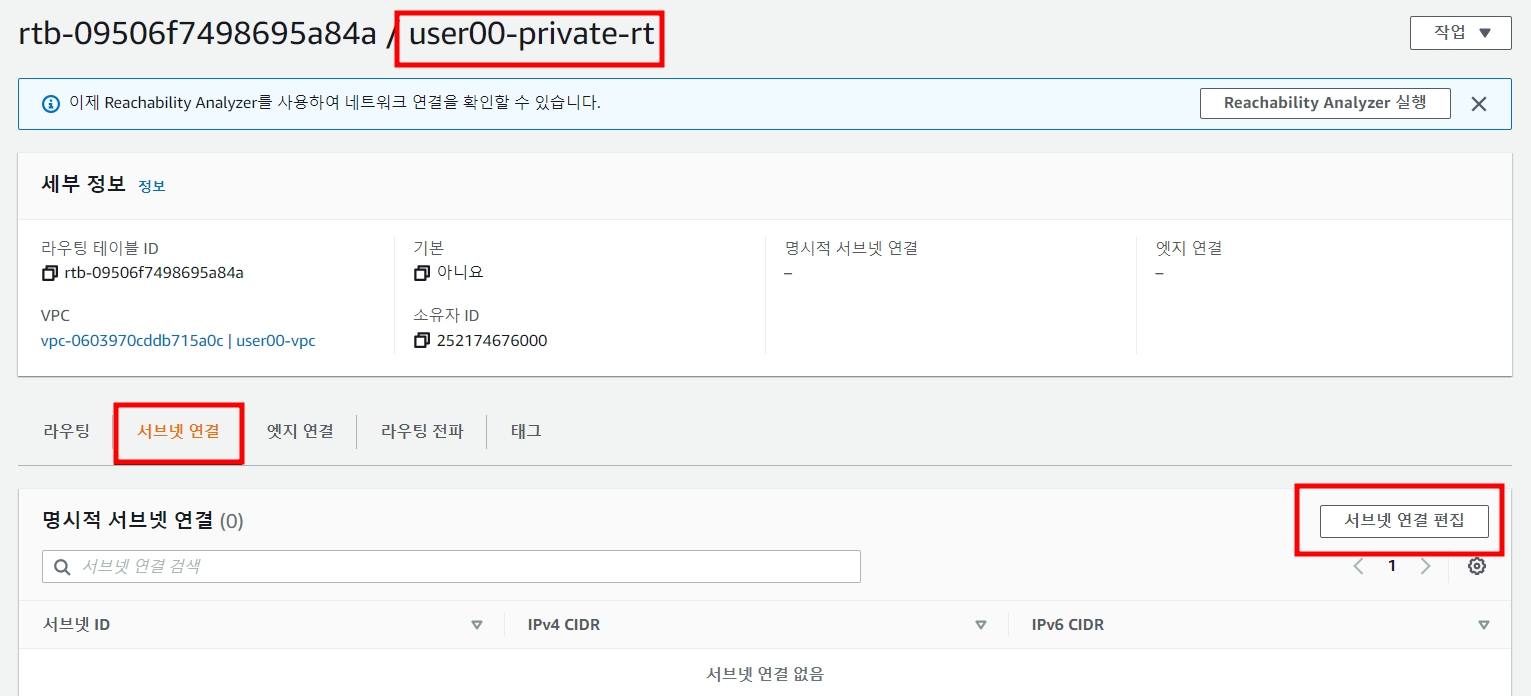 rtb-09506f7498695a84a / user00-private-rt
작업
이제 Reachability Analyzer를 사용하여 네트워크 연결을 확인할 수 있습니다.
Reachability Analyzer 실행
세부 정보 정보
라우팅 테이블 ID
rtb-09506f7498695a84a
기본
아니요
명시적 서브넷 연결
–
엣지 연결
–
VPC
vpc-0603970cddb715a0c | user00-vpc
소유자 ID
252174676000
라우팅 서브넷 연결 엣지 연결 라우팅 전파 태그
명시적 서브넷 연결 (0)
서브넷 연결 편집
서브넷 연결 검색
1
서브넷 ID IPv4 CIDR IPv6 CIDR
서브넷 연결 없음